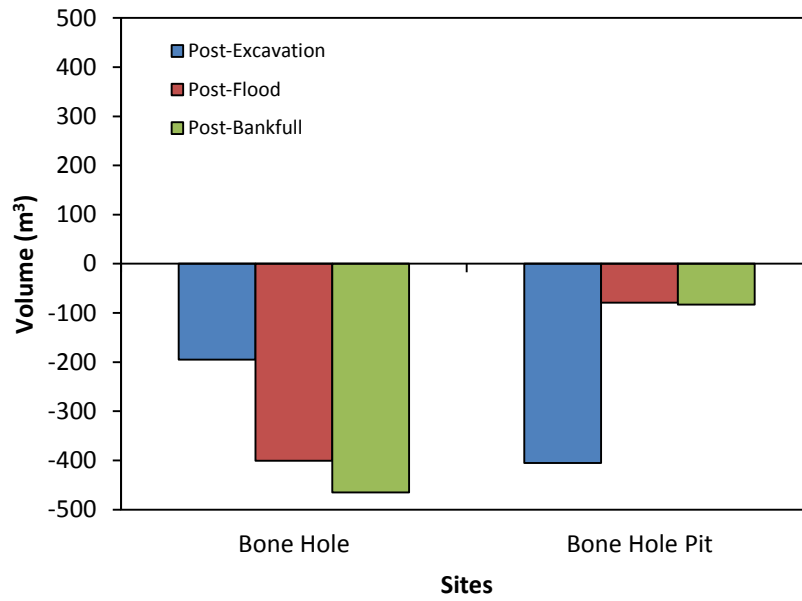 500
400
300
200
100
0
-100
-200
-300
-400
-500
Volume (m³)
Post-Excavation
Post-Flood
Post-Bankfull
Bone Hole
Bone Hole Pit
Sites